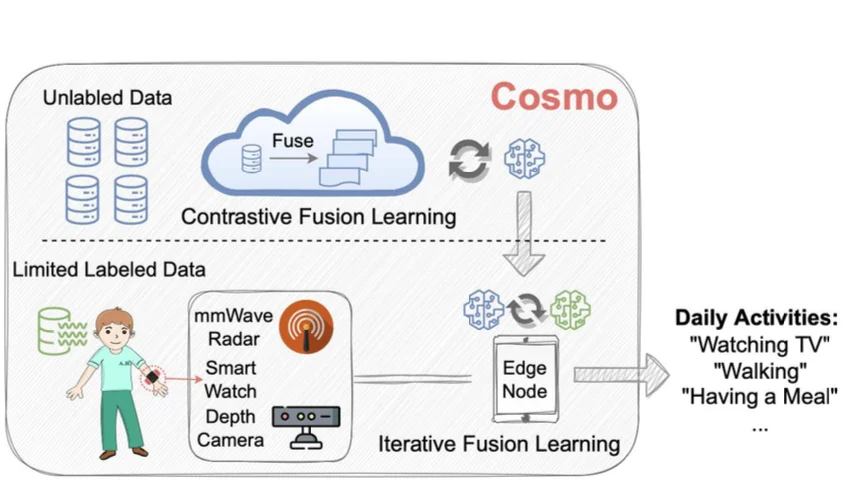 Cosmo
Unlabled Data
Fuse
Contrastive Fusion Learning
Limited Labeled Data
mmWave
Radar
Smart
Watch
Depth
Camera
Edge
Node
Iterative Fusion Learning
Daily Activities:
"Watching TV"
"Walking"
"Having a Meal"
...